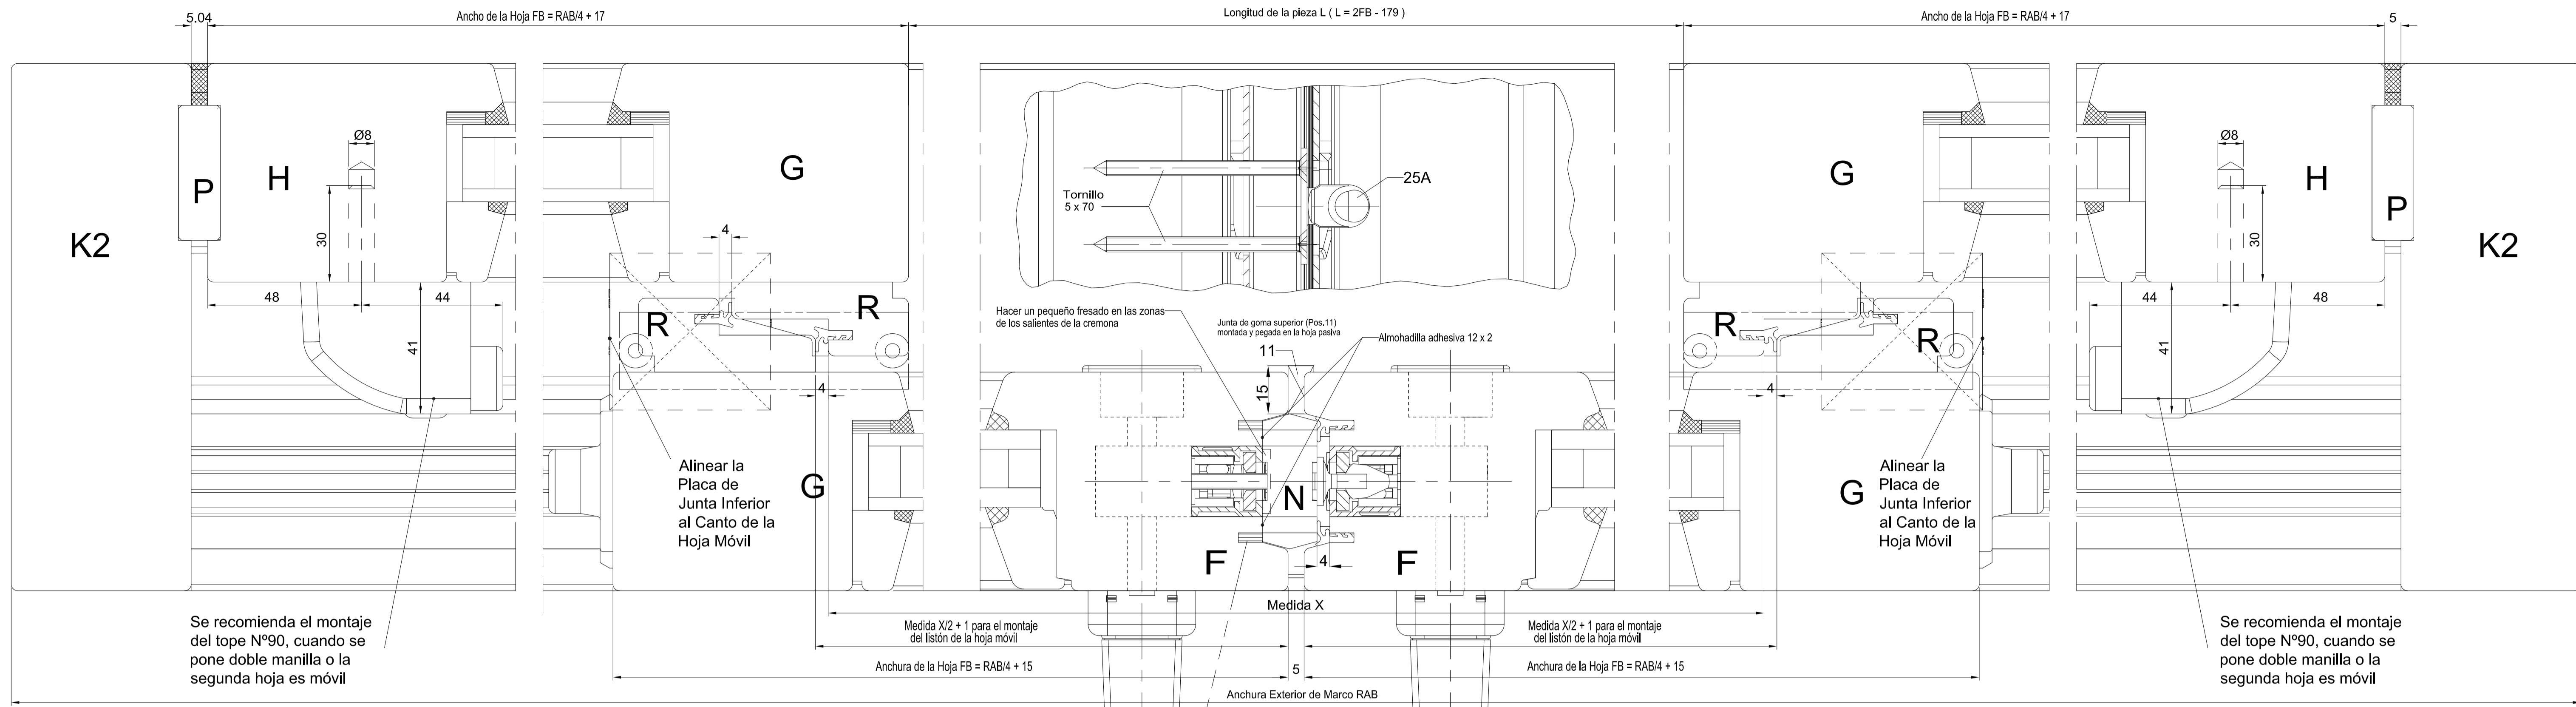 5.04
Ancho de la Hoja FB = RAB/4 + 17
Longitud de la pieza L ( L = 2FB - 179 )
Ancho de la Hoja FB = RAB/4 + 17
5
K2
P
H
Ø8
30
48
44
41
G
R
R
4
4
Tornillo
5 x 70
25A
Hacer un pequeño fresado en las zonas
de los salientes de la cremona
Junta de goma superior (Pos.11)
montada y pegada en la hoja pasiva
Almohadilla adhesiva 12 x 2
11
15
G
Alinear la
Placa de
Junta Inferior
al Canto de la
Hoja Móvil
N
F
F
4
G
R
R
4
Ø8
H
P
K2
30
44
48
41
G
Alinear la
Placa de
Junta Inferior
al Canto de la
Hoja Móvil
Se recomienda el montaje
del tope Nº90, cuando se
pone doble manilla o la
segunda hoja es móvil
Medida X
Medida X/2 + 1 para el montaje
del listón de la hoja móvil
Medida X/2 + 1 para el montaje
del listón de la hoja móvil
Anchura de la Hoja FB = RAB/4 + 15
5
Anchura de la Hoja FB = RAB/4 + 15
Anchura Exterior de Marco RAB
Se recomienda el montaje
del tope Nº90, cuando se
pone doble manilla o la
segunda hoja es móvil